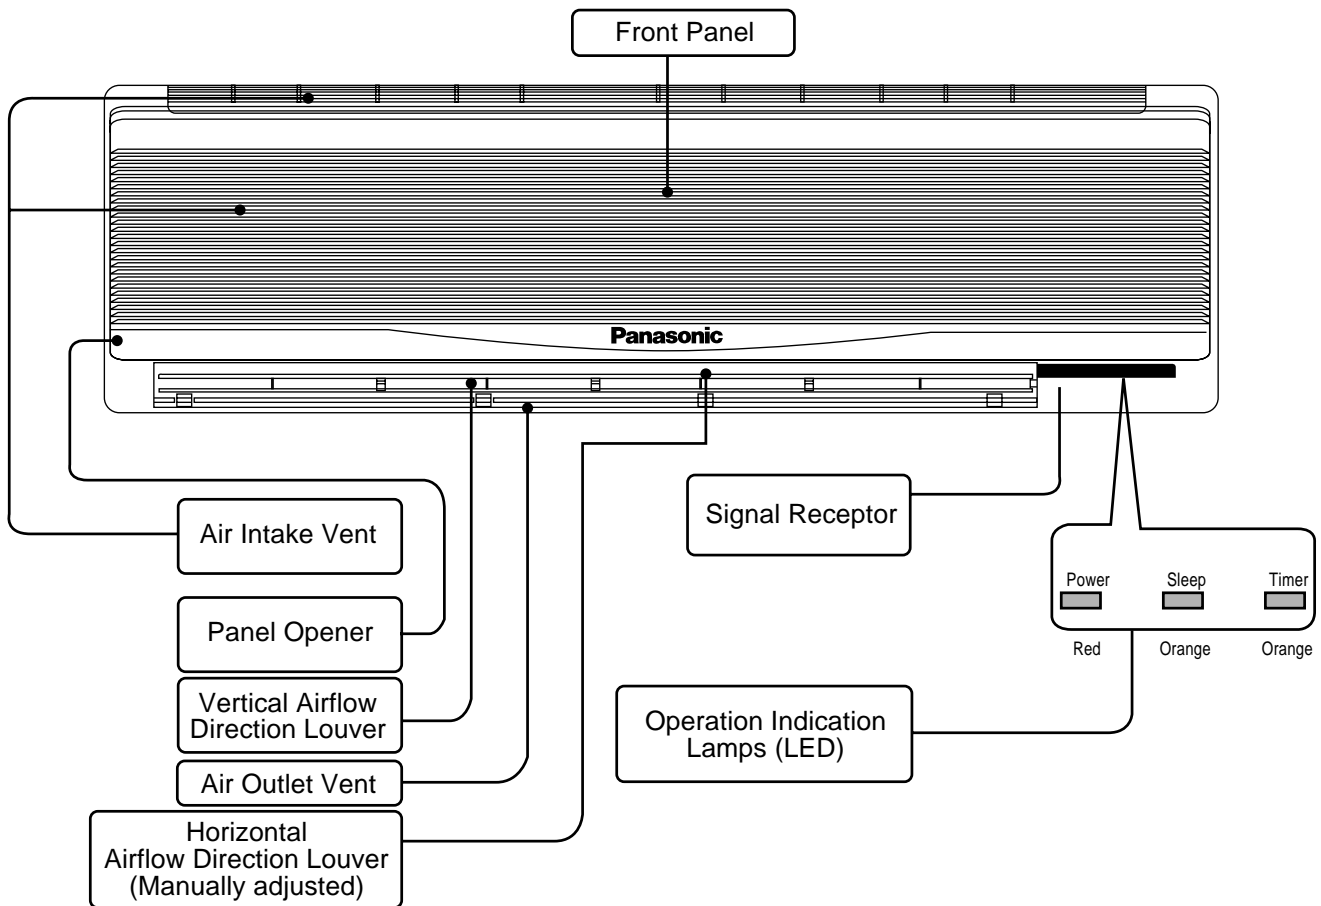 Front Panel
Panasonic
Air Intake Vent
Signal Receptor
Power Sleep Timer
Red Orange Orange
Panel Opener
Vertical Airflow
Direction Louver
Operation Indication
Lamps (LED)
Air Outlet Vent
Horizontal
Airflow Direction Louver
(Manually adjusted)